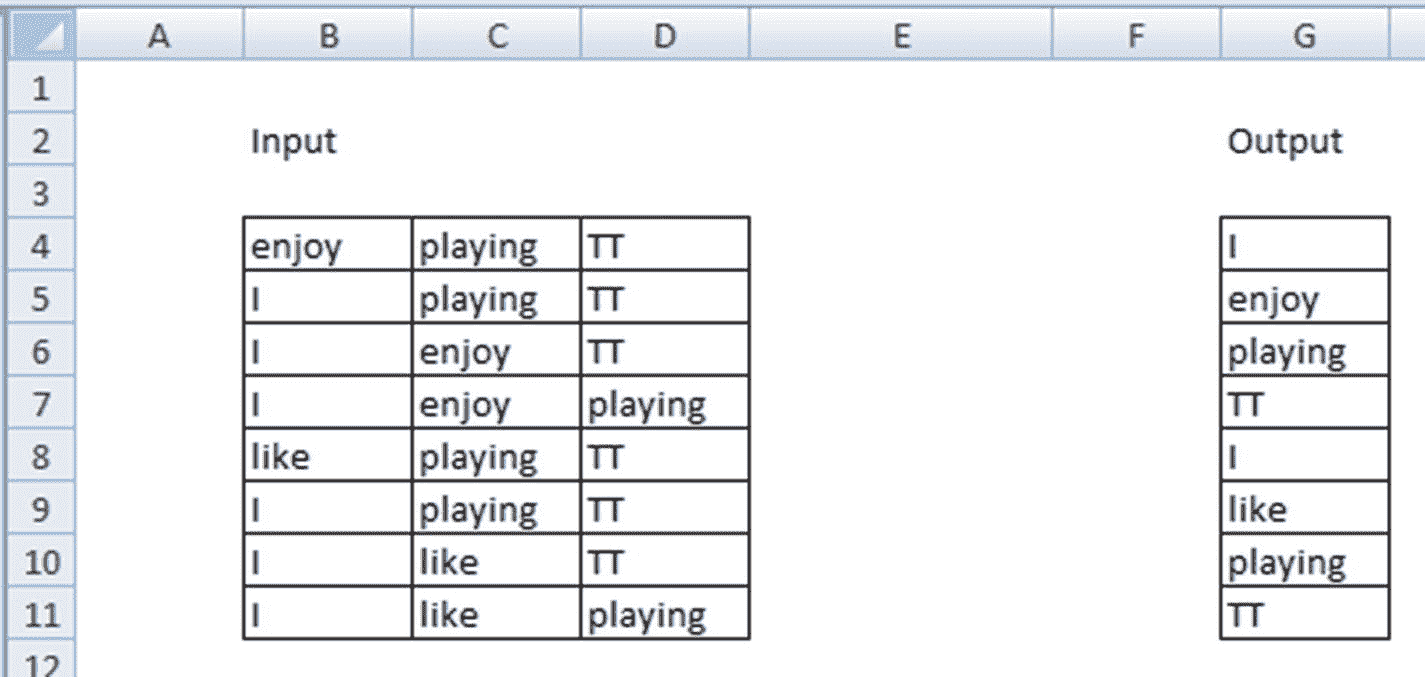 A B C D E F G
1
2 Input Output
3
4 enjoy playing TT I
5 I playing TT enjoy
6 I enjoy TT playing
7 I enjoy playing TT
8 like playing TT I
9 I playing TT like
10 I like TT playing
11 I like playing TT
12